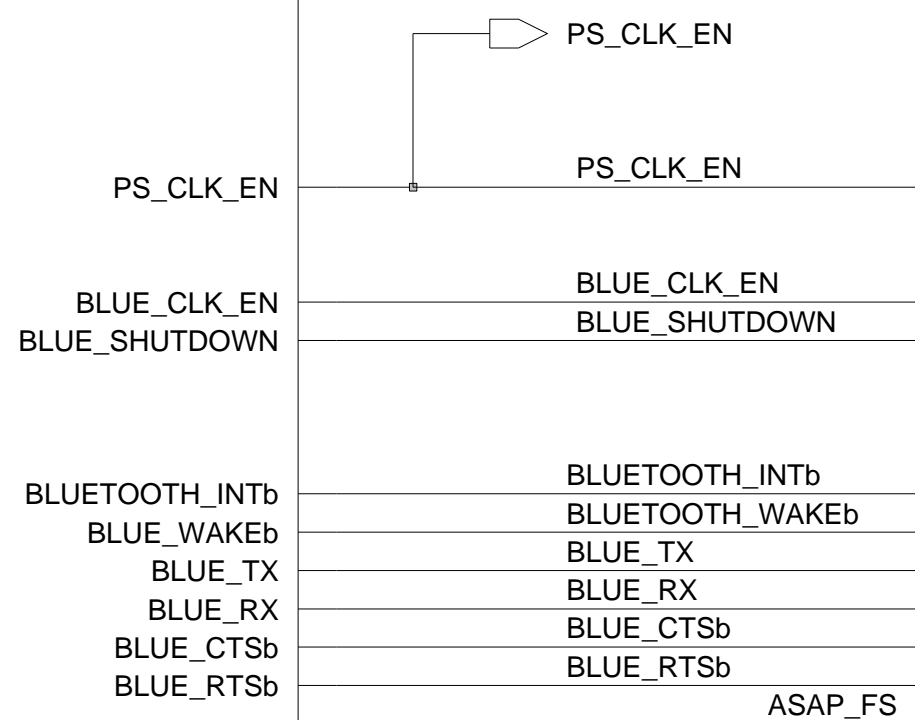 PS_CLK_EN
PS_CLK_EN PS_CLK_EN
BLUE_CLK_EN BLUE_CLK_EN
BLUE_SHUTDOWN BLUE_SHUTDOWN
BLUETOOTH_INTb BLUETOOTH_INTb
BLUE_WAKEb BLUETOOTH_WAKEb
BLUE_TX BLUE_TX
BLUE_RX BLUE_RX
BLUE_CTSb BLUE_CTSb
BLUE_RTSb BLUE_RTSb
ASAP_FS